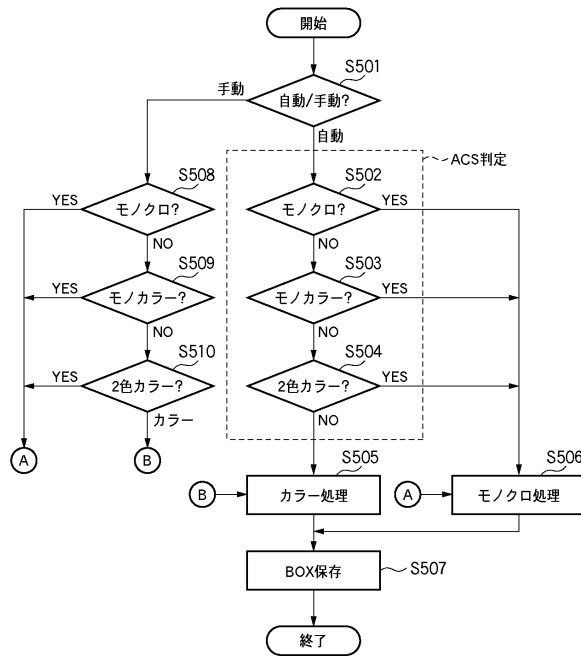 開始
S501
自動/手動?
手動
自動
ACS判定
S508
モノクロ?
YES
NO
S502
モノクロ?
YES
NO
S509
モノカラー?
YES
NO
S503
モノカラー?
YES
NO
S510
2色カラー?
YES
カラー
S504
2色カラー?
YES
NO
A
B
S505
B
カラー処理
S506
A
モノクロ処理
BOX保存
S507
終了